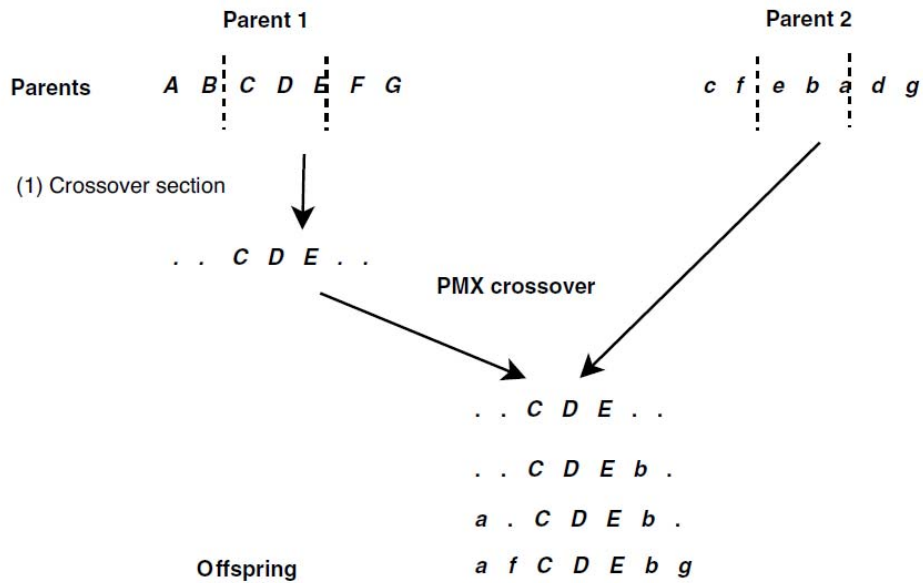 Parent 1 Parent 2
Parents A B C D E F G c f e b a d g
(1) Crossover section
. . C D E . .
PMX crossover
. . C D E . .
. . C D E b .
a . C D E b .
Offspring a f C D E b g